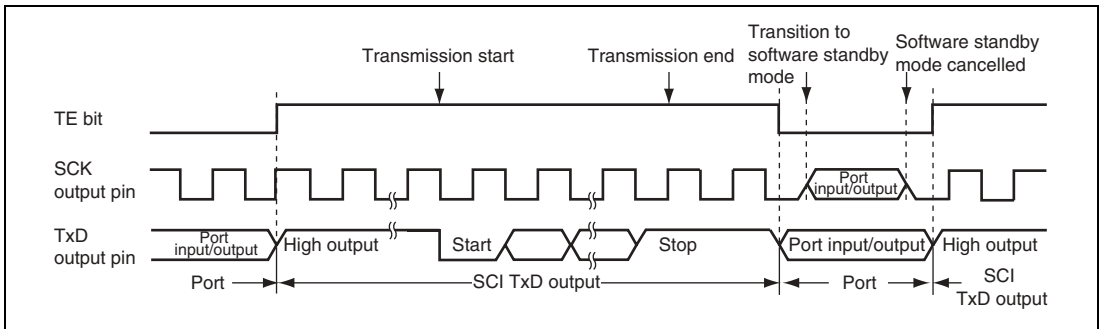 Transmission start
Transmission end
Transition to
software standby
mode
Software standby
mode cancelled
TE bit
SCK
output pin
Port
input/output
TxD
output pin
Port
input/output
High output
Start
Stop
Port input/output
High output
Port
SCI TxD output
Port
SCI
TxD output